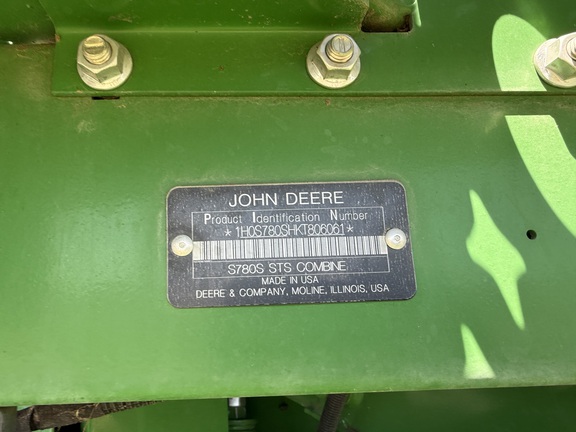 JOHN DEERE
Product Identification Number
*1H0S780SHKT806061*
S780S STS COMBINE
MADE IN USA
DEERE & COMPANY, MOLINE, ILLINOIS, USA